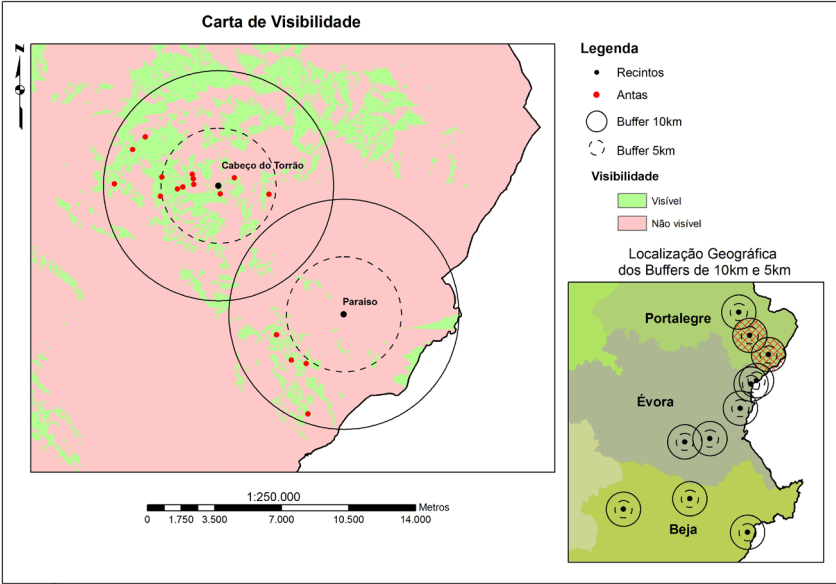 Carta de Visibilidade
N
Cabeço do Torrão
Paraíso
1:250.000
Metros
0 1.750 3.500 7.000 10.500 14.000
Legenda
Recintos
Antas
Buffer 10km
Buffer 5km
Visibilidade
Visível
Não visível
Localização Geográfica
dos Buffers de 10km e 5km
Portalegre
Évora
Beja